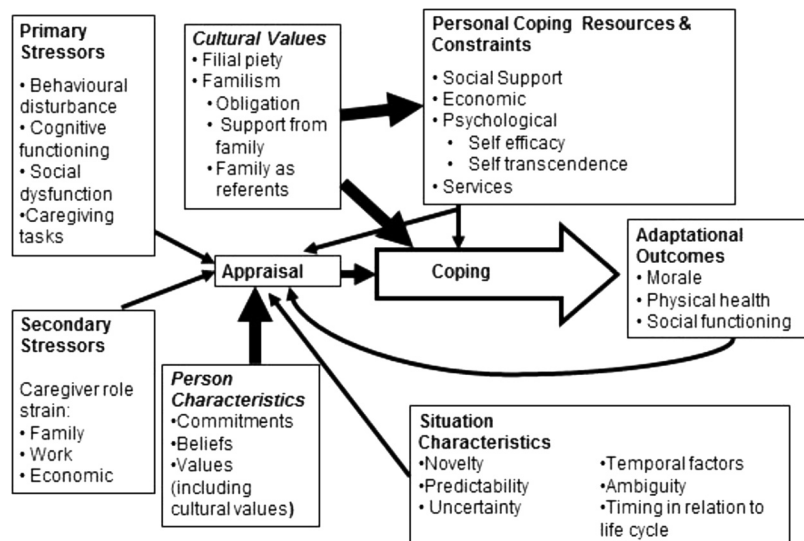 Primary
Stressors
• Behavioural
disturbance
• Cognitive
functioning
• Social
dysfunction
•Caregiving
tasks
Cultural Values
• Filial piety
• Familism
• Obligation
• Support from
family
• Family as
referents
Personal Coping Resources &
Constraints
• Social Support
• Economic
• Psychological
• Self efficacy
• Self transcendence
• Services
Appraisal
Coping
Adaptational
Outcomes
• Morale
• Physical health
• Social functioning
Secondary
Stressors
Caregiver role
strain:
• Family
• Work
• Economic
Person
Characteristics
•Commitments
•Beliefs
•Values
(including
cultural values)
Situation
Characteristics
•Novelty
•Predictability
• Uncertainty
•Temporal factors
•Ambiguity
•Timing in relation to
life cycle